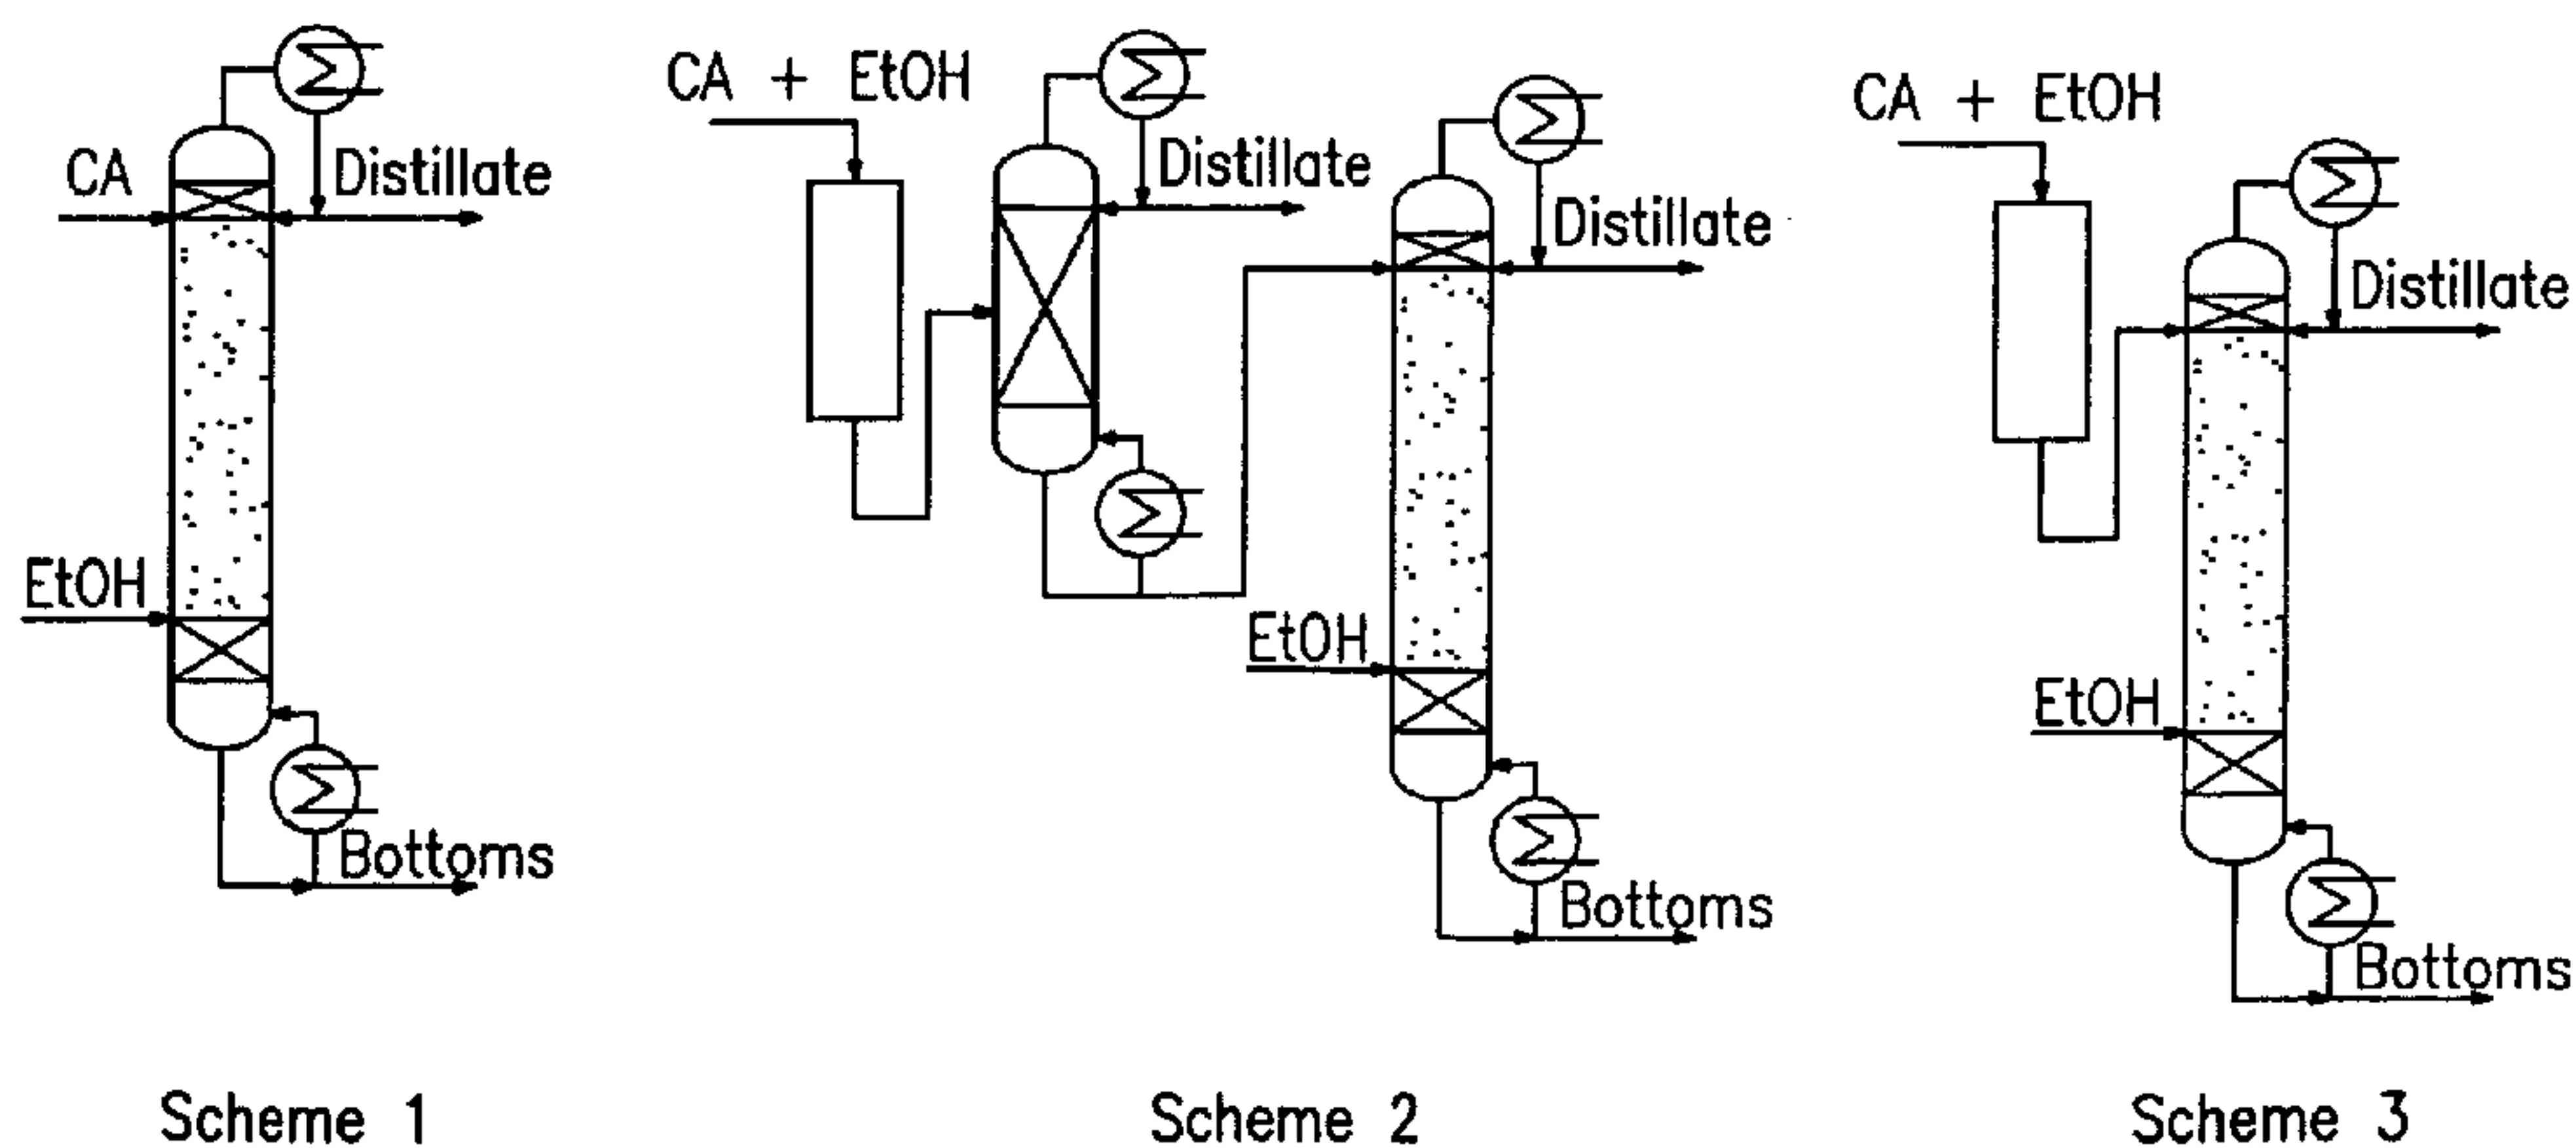 CA
Distillate
EtOH
Bottoms
Scheme 1
CA + EtOH
Distillate
Distillate
EtOH
Bottoms
Scheme 2
CA + EtOH
Distillate
EtOH
Bottoms
Scheme 3